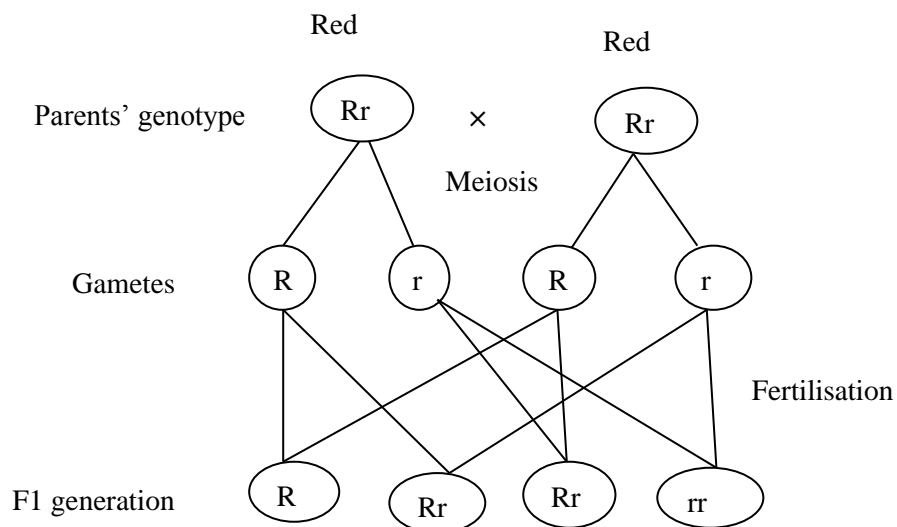 Red Red
Parents’ genotype Rr × Rr
Meiosis
Gametes R r R r
Fertilisation
F1 generation R Rr Rr rr